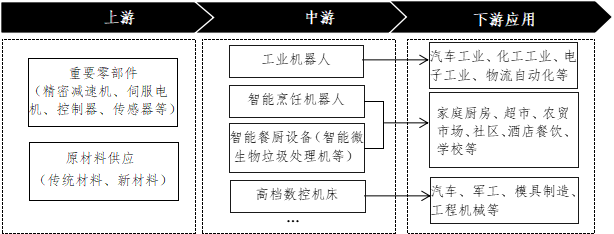 上游
中游
下游应用
重要零部件
（精密减速机、伺服电
机、控制器、传感器等）
原材料供应
（传统材料、新材料）
工业机器人
智能烹饪机器人
智能餐厨设备（智能微
生物垃圾处理机等）
高档数控机床
...
汽车工业、化工工业、电
子工业、物流自动化等
家庭厨房、超市、农贸
市场、社区、酒店餐饮、
学校等
汽车、军工、模具制造、
工程机械等